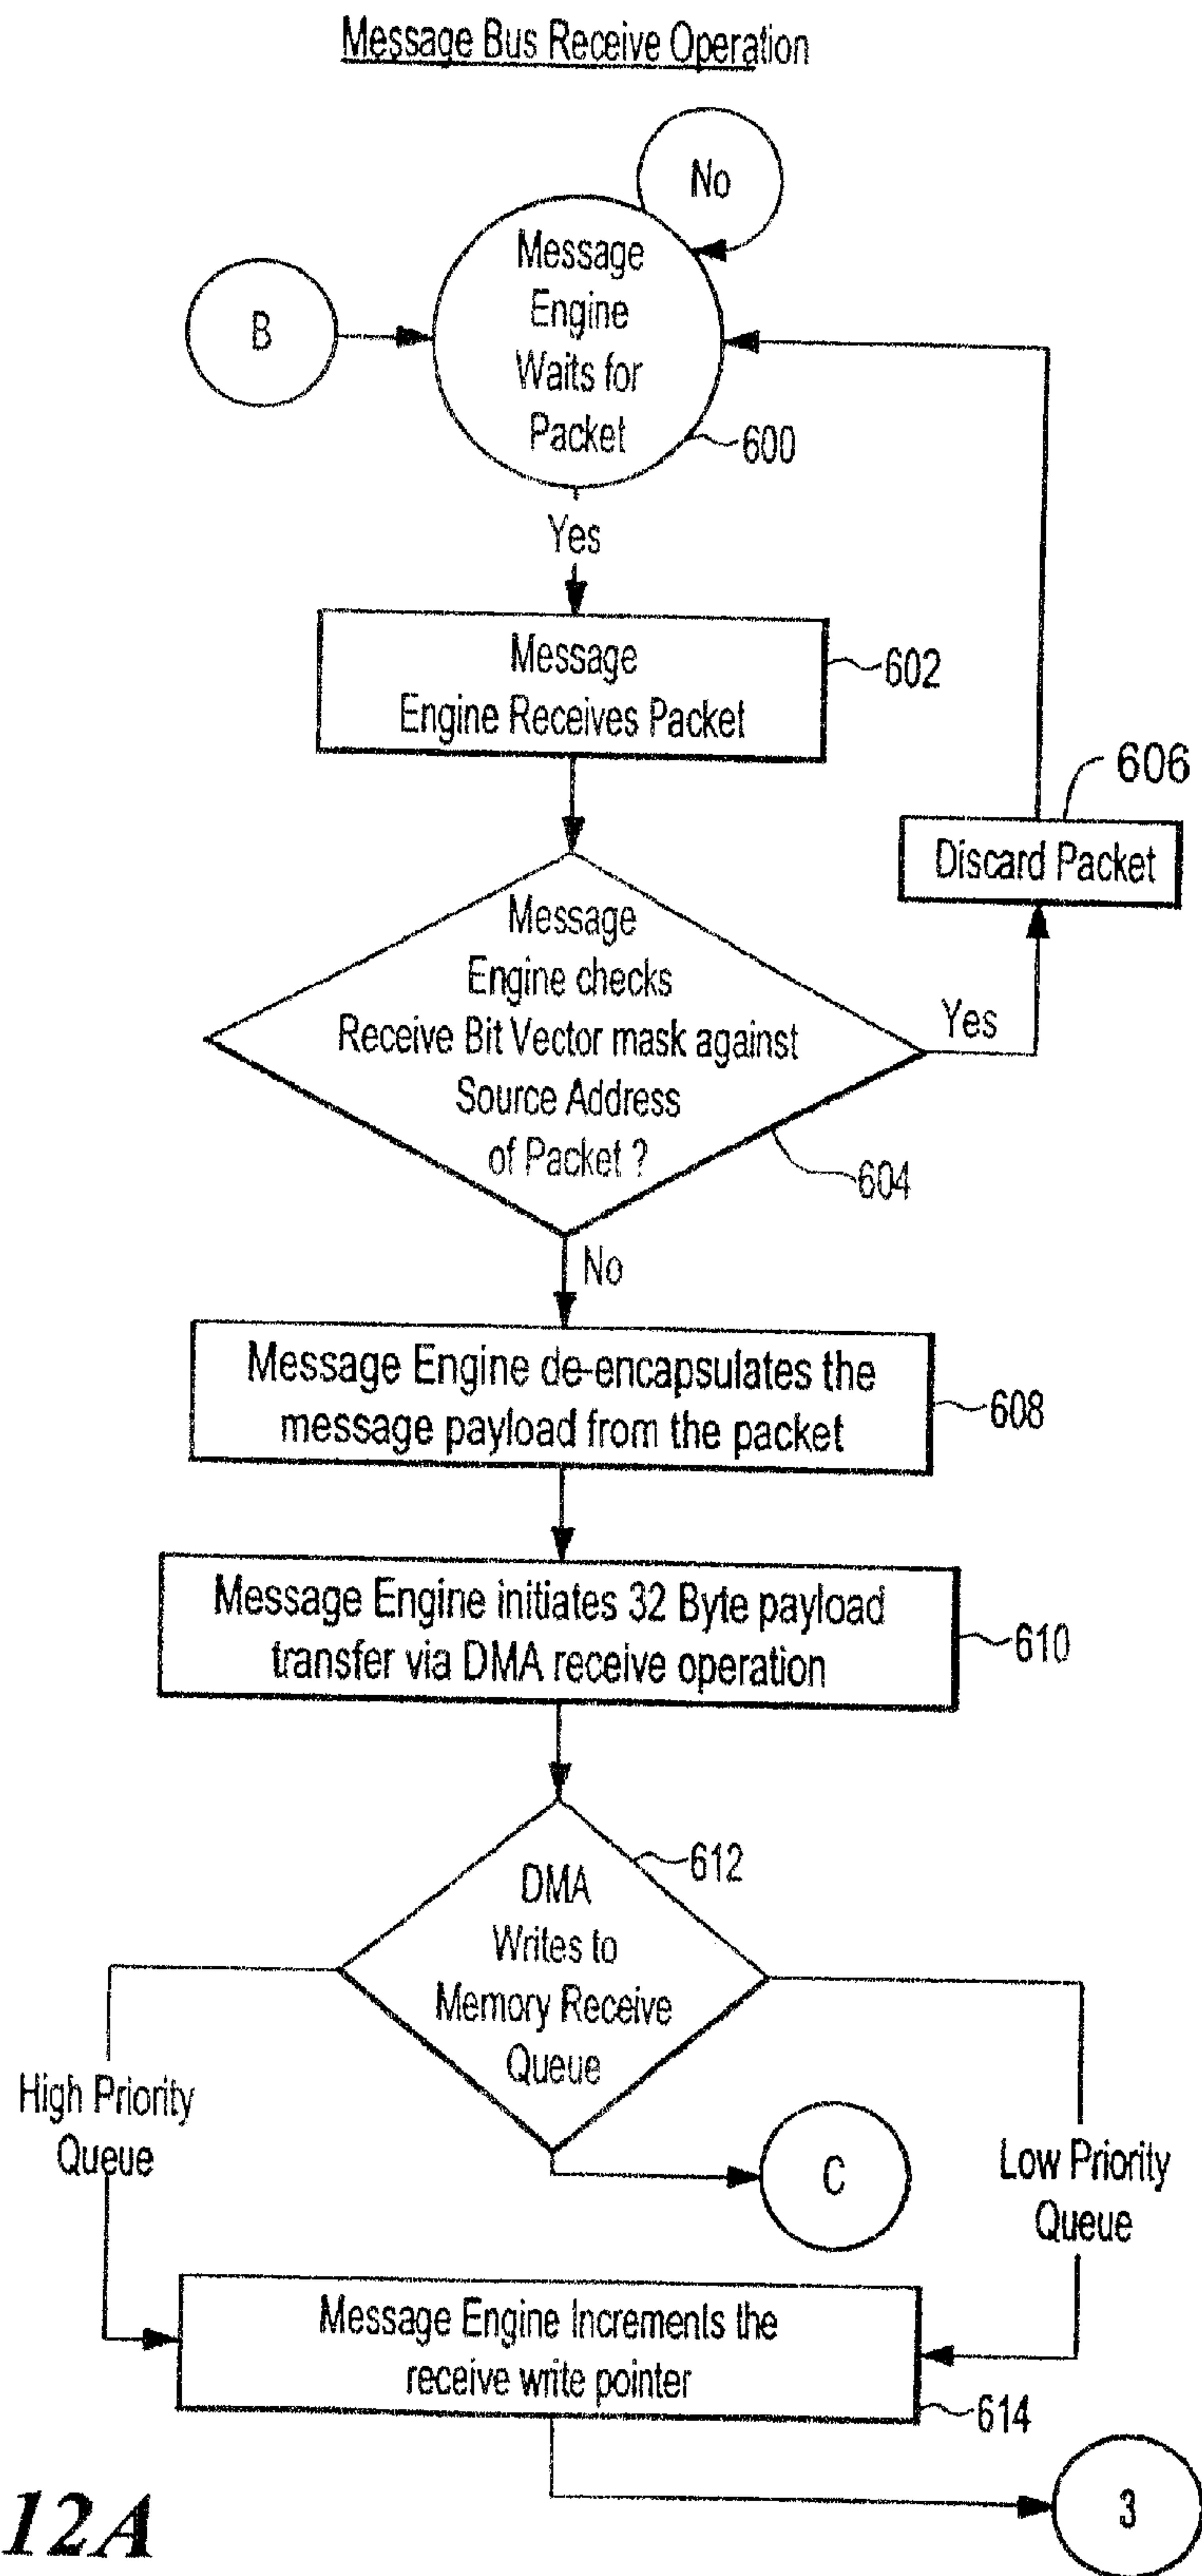 Message Bus Receive Operation
No
Message
Engine
Waits for
Packet
B
600
Yes
Message
Engine Receives Packet
602
606
Discard Packet
Message
Engine checks
Receive Bit Vector mask against
Source Address
of Packet ?
Yes
604
No
Message Engine de-encapsulates the
message payload from the packet
608
Message Engine initiates 32 Byte payload
transfer via DMA receive operation
610
612
DMA
Writes to
Memory Receive
Queue
High Priority
Queue
C
Low Priority
Queue
Message Engine Increments the
receive write pointer
614
3
12A